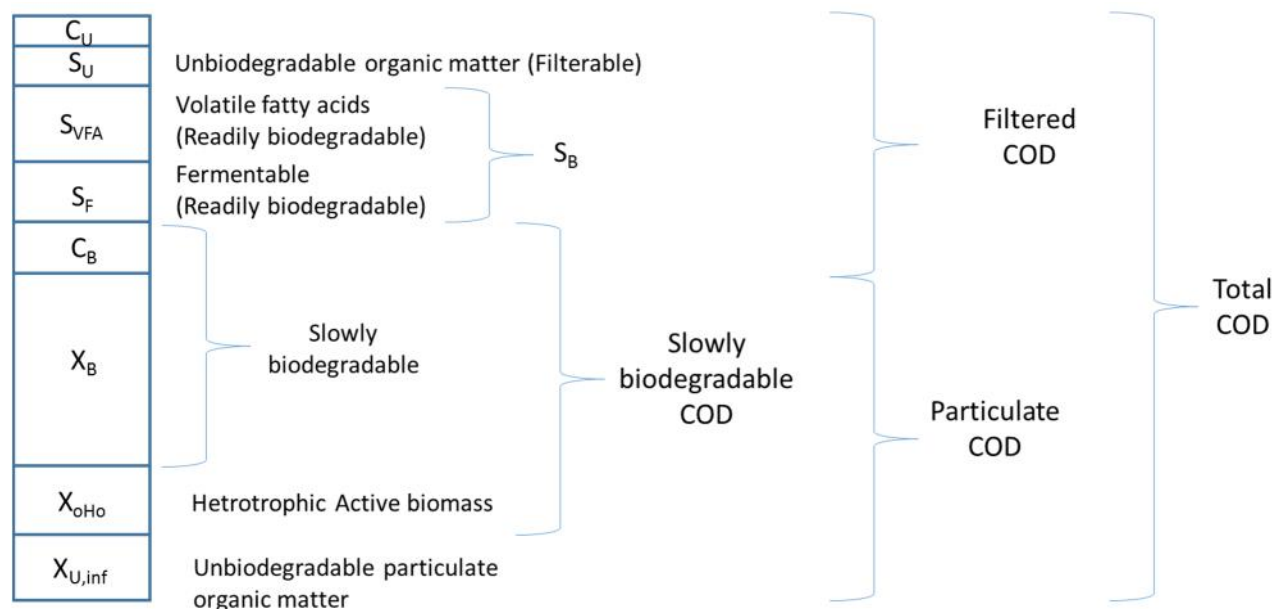 C_U
S_U
Unbiodegradable organic matter (Filterable)
S_VFA
Volatile fatty acids
(Readily biodegradable)
S_F
Fermentable
(Readily biodegradable)
S_B
C_B
X_B
Slowly
biodegradable
X_oHo
Hetrotrophic Active biomass
X_U,inf
Unbiodegradable particulate
organic matter
Slowly
biodegradable
COD
Filtered
COD
Particulate
COD
Total
COD